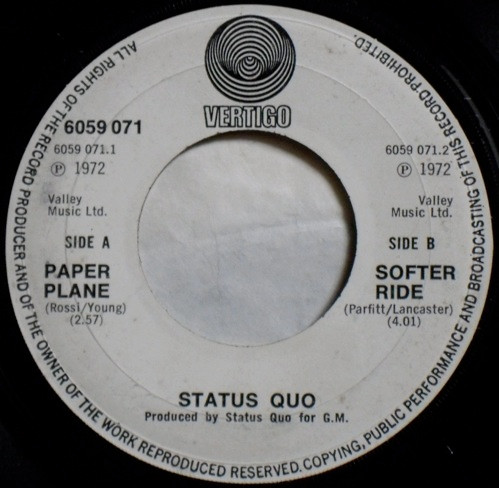 VERTIGO
6059 071
6059 071.1
Ⓟ 1972
Valley
Music Ltd.
SIDE A
PAPER
PLANE
(Rossi/Young)
(2.57)
6059 071.2
Ⓟ 1972
Valley
Music Ltd.
SIDE B
SOFTER
RIDE
(Parfitt/Lancaster)
(4.01)
STATUS QUO
Produced by Status Quo for G.M.
ALL RIGHTS OF THE RECORD PRODUCER AND OF THE OWNER OF THE WORK REPRODUCED RESERVED. COPYING, PUBLIC PERFORMANCE AND BROADCASTING OF THIS RECORD PROHIBITED.